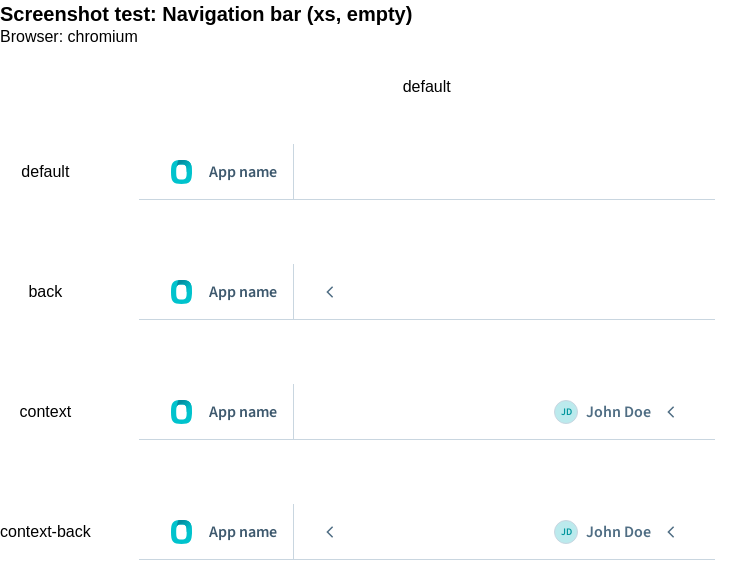 Screenshot test: Navigation bar (xs, empty)
Browser: chromium
default
default App name
back App name
context App name JD John Doe
context-back App name JD John Doe